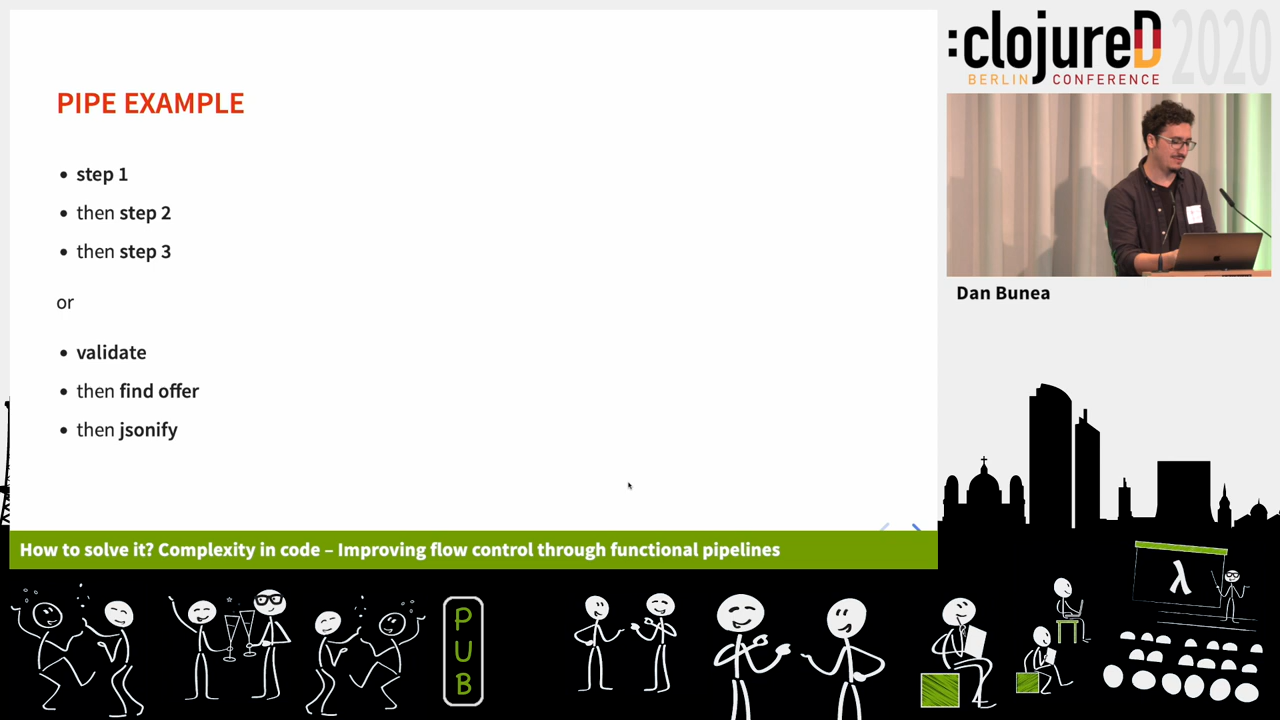 PIPE EXAMPLE
• step 1
• then step 2
• then step 3
or
• validate
• then find offer
• then jsonify
How to solve it? Complexity in code – Improving flow control through functional pipelines
:clojureD 2020
BERLIN CONFERENCE
Dan Bunea
PUB
λ